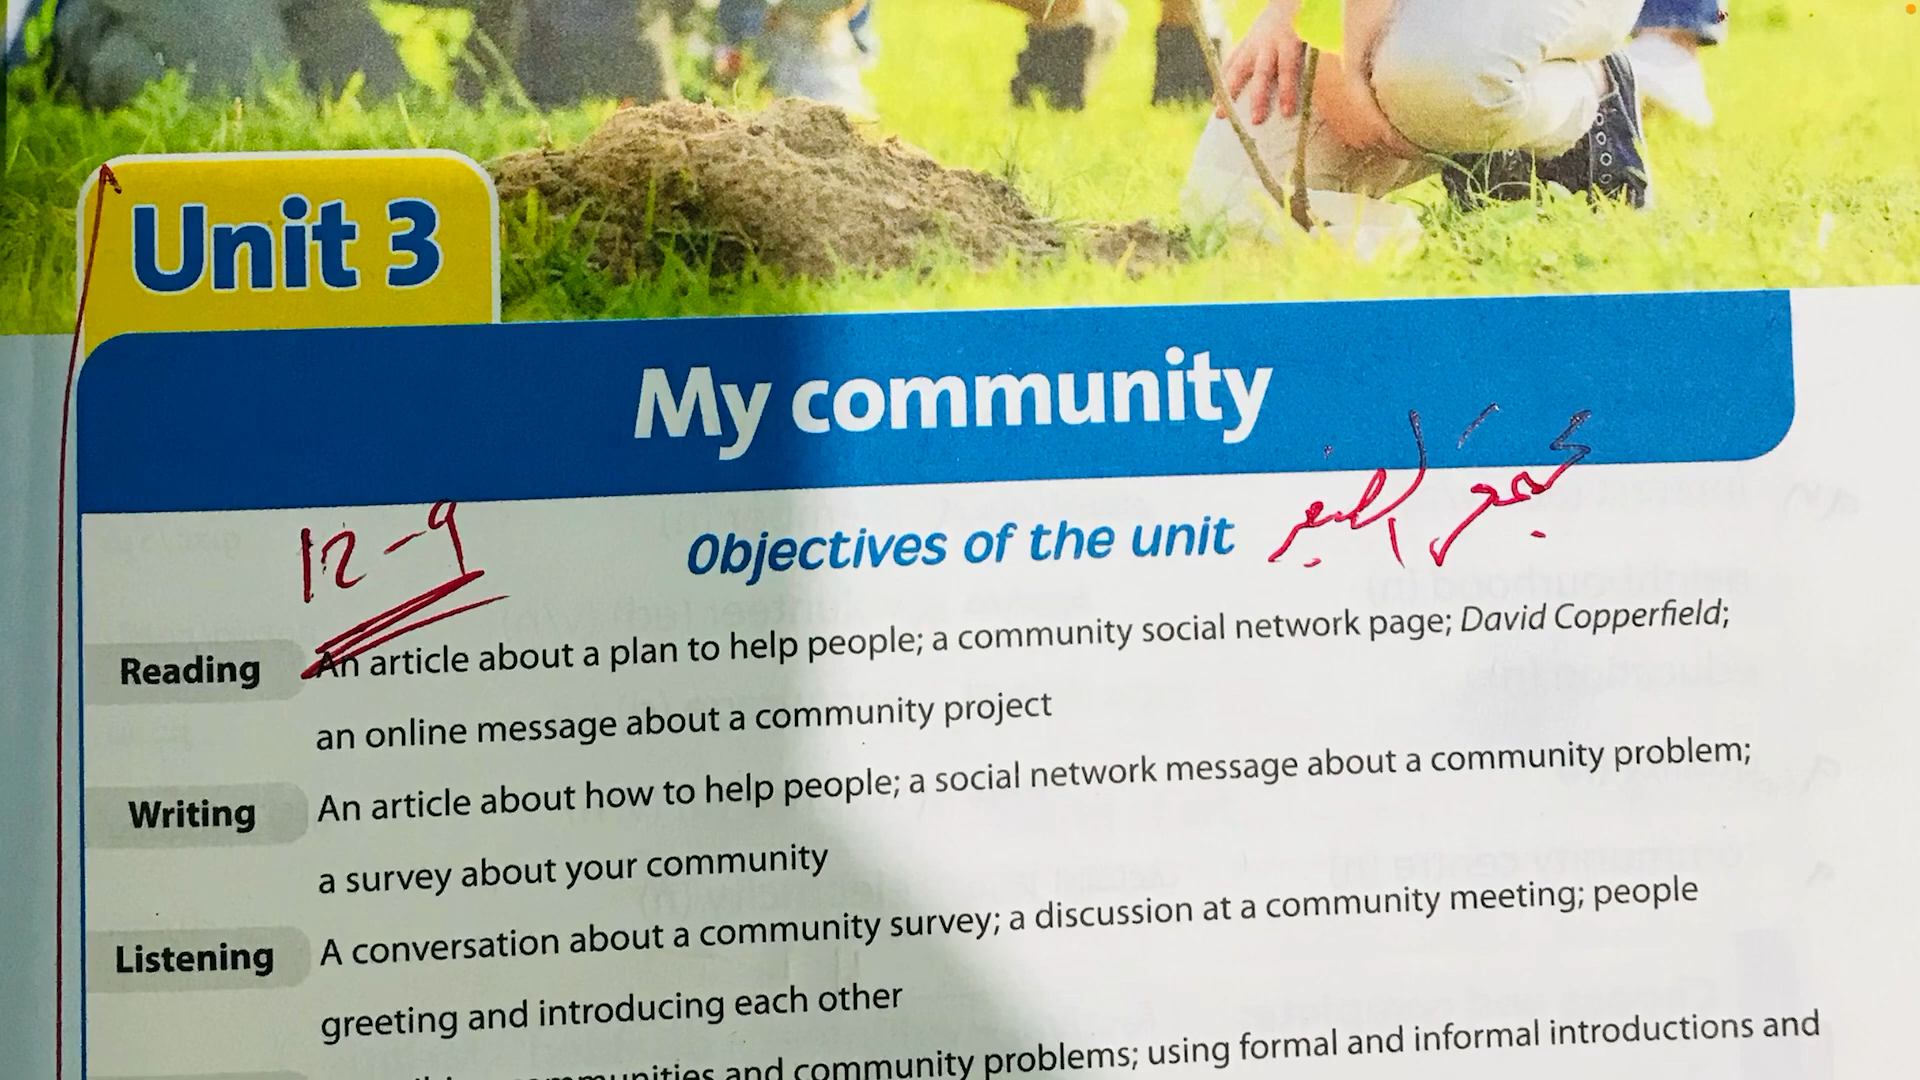 Unit 3
My community
12-9
Objectives of the unit
Reading An article about a plan to help people; a community social network page; David Copperfield;
an online message about a community project
Writing An article about how to help people; a social network message about a community problem;
a survey about your community
Listening A conversation about a community survey; a discussion at a community meeting; people
greeting and introducing each other
communities and community problems; using formal and informal introductions and